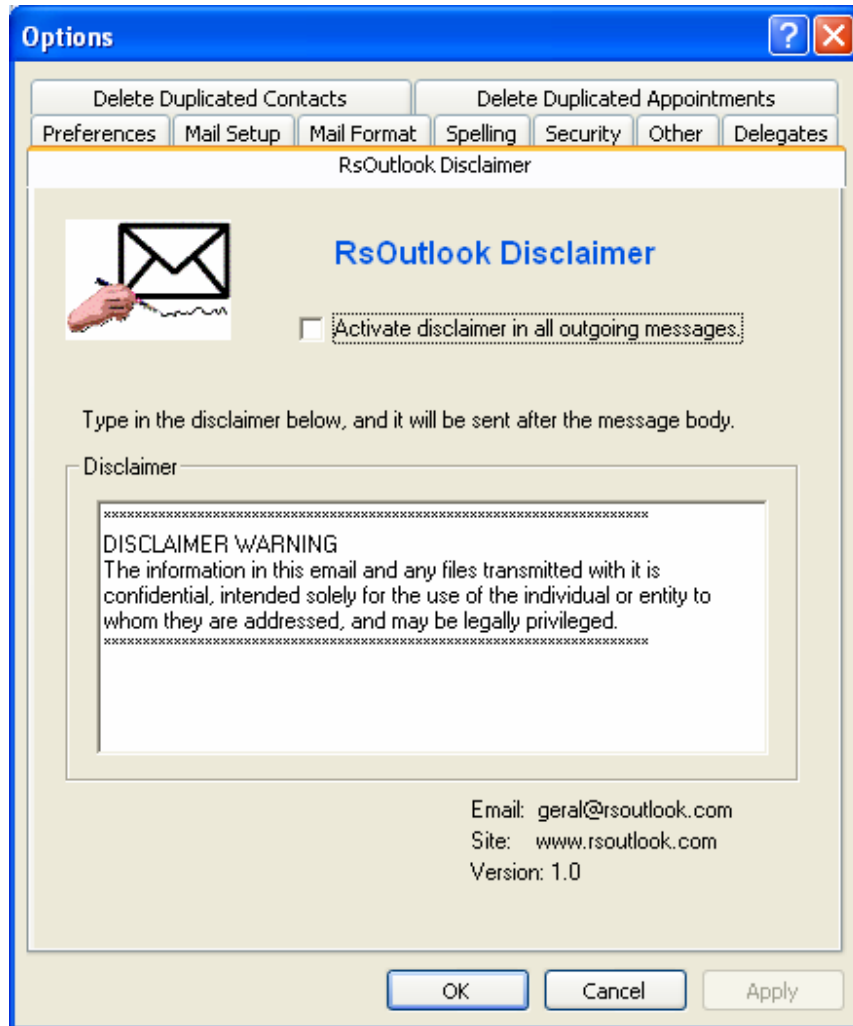 Options
Delete Duplicated Contacts Delete Duplicated Appointments
Preferences Mail Setup Mail Format Spelling Security Other Delegates
RsOutlook Disclaimer
RsOutlook Disclaimer
Activate disclaimer in all outgoing messages.
Type in the disclaimer below, and it will be sent after the message body.
Disclaimer
**********************************************************************
DISCLAIMER WARNING
The information in this email and any files transmitted with it is
confidential, intended solely for the use of the individual or entity to
whom they are addressed, and may be legally privileged.
**********************************************************************
Email: geral@rsoutlook.com
Site: www.rsoutlook.com
Version: 1.0
OK Cancel Apply